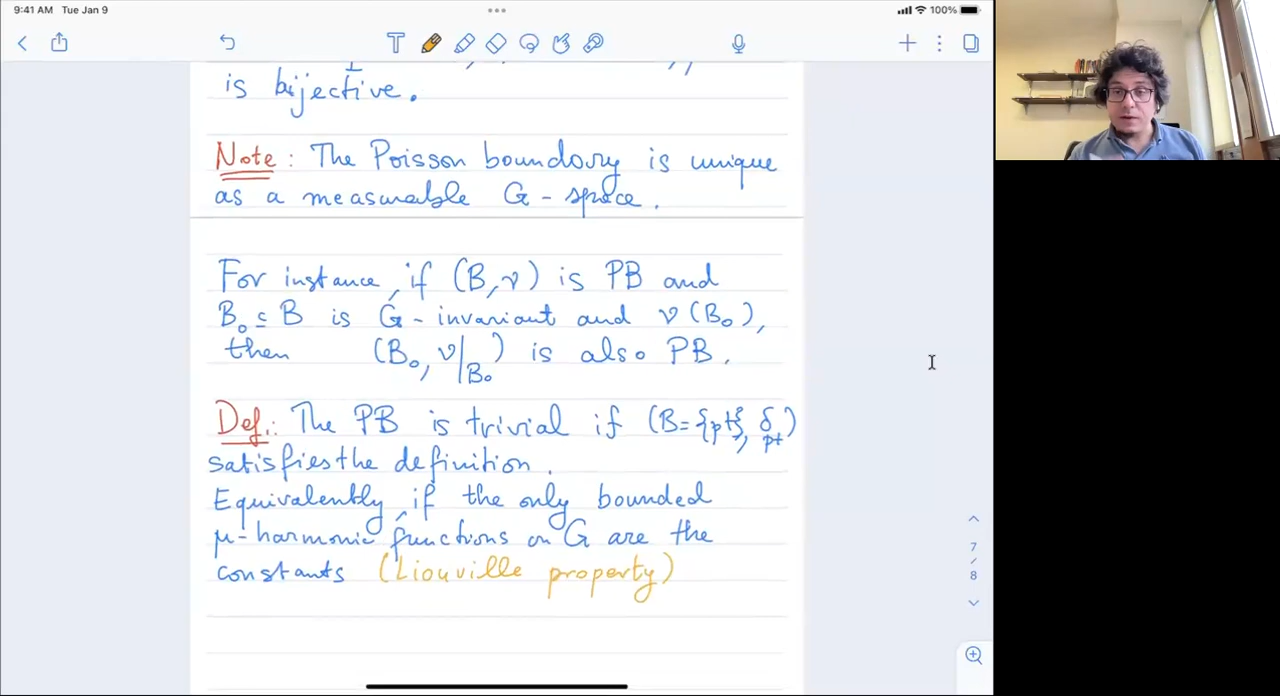 9:41 AM Tue Jan 9
100%
is bijective.
Note: The Poisson boundary is unique
as a measurable G-space.
For instance, if (B, ν) is PB and
B₀ ⊆ B is G-invariant and ν(B₀),
then (B₀, ν|_B₀) is also PB.
Def.: The PB is trivial if (B={pt}, δ_pt)
satisfies the definition.
Equivalently, if the only bounded
μ-harmonic functions on G are the
constants (Liouville property)
7
/
8